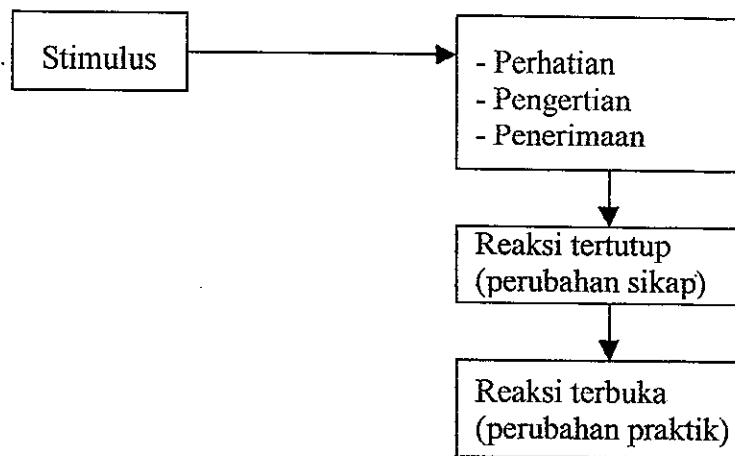 Stimulus
- Perhatian
- Pengertian
- Penerimaan
Reaksi tertutup
(perubahan sikap)
Reaksi terbuka
(perubahan praktik)